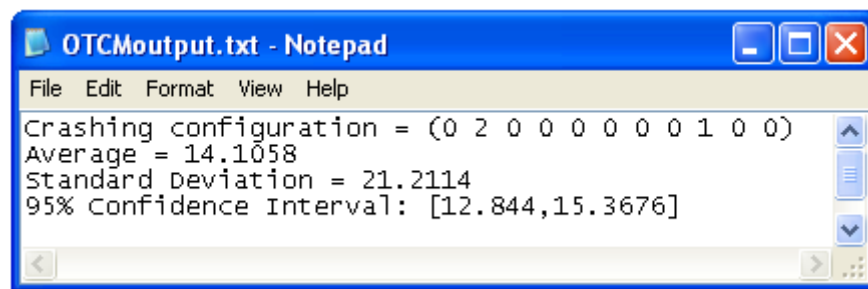 OTCMoutput.txt - Notepad
File Edit Format View Help
Crashing configuration = (0 2 0 0 0 0 0 0 0 1 0 0)
Average = 14.1058
Standard Deviation = 21.2114
95% Confidence Interval: [12.844,15.3676]